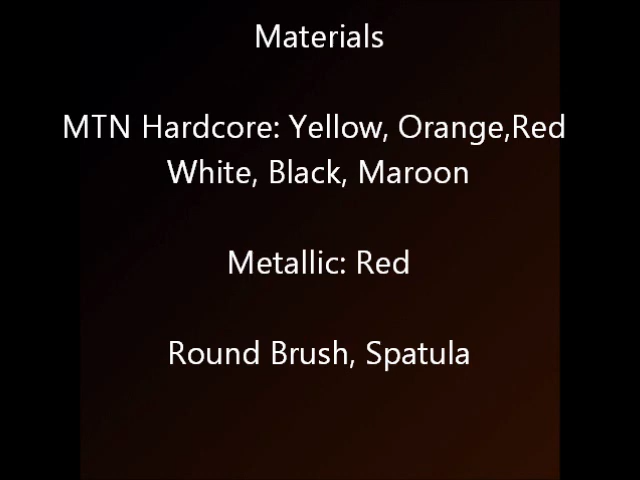 Materials
MTN Hardcore: Yellow, Orange,Red
White, Black, Maroon
Metallic: Red
Round Brush, Spatula